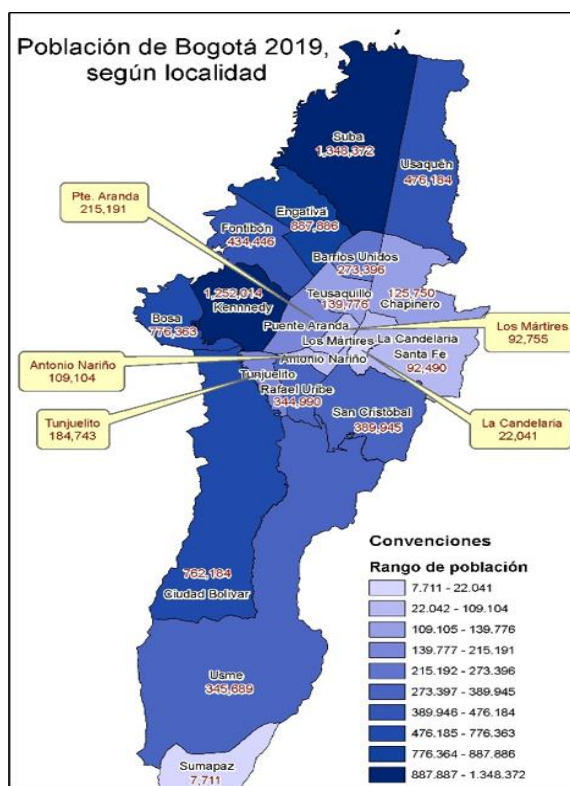 Población de Bogotá 2019,
según localidad
Suba
1,348,372
Usaquén
476,184
Pte. Aranda
215,191
Engativá
887,886
Fontibón
434,446
Barrios Unidos
273,396
Teusaquillo
139,776
125,750
Chapinero
1,252,014
Kennnedy
Bosa
776,363
Puente Aranda
Los Mártires
La Candelaria
Santa Fe
92,490
Los Mártires
92,755
Antonio Nariño
109,104
Antonio Nariño
Tunjuelito
Rafael Uribe
344,990
San Cristóbal
389,945
Tunjuelito
184,743
La Candelaria
22,041
762,184
Ciudad Bolivar
Usme
345,689
Sumapaz
7,711
Convenciones
Rango de población
7.711 - 22.041
22.042 - 109.104
109.105 - 139.776
139.777 - 215.191
215.192 - 273.396
273.397 - 389.945
389.946 - 476.184
476.185 - 776.363
776.364 - 887.886
887.887 - 1.348.372